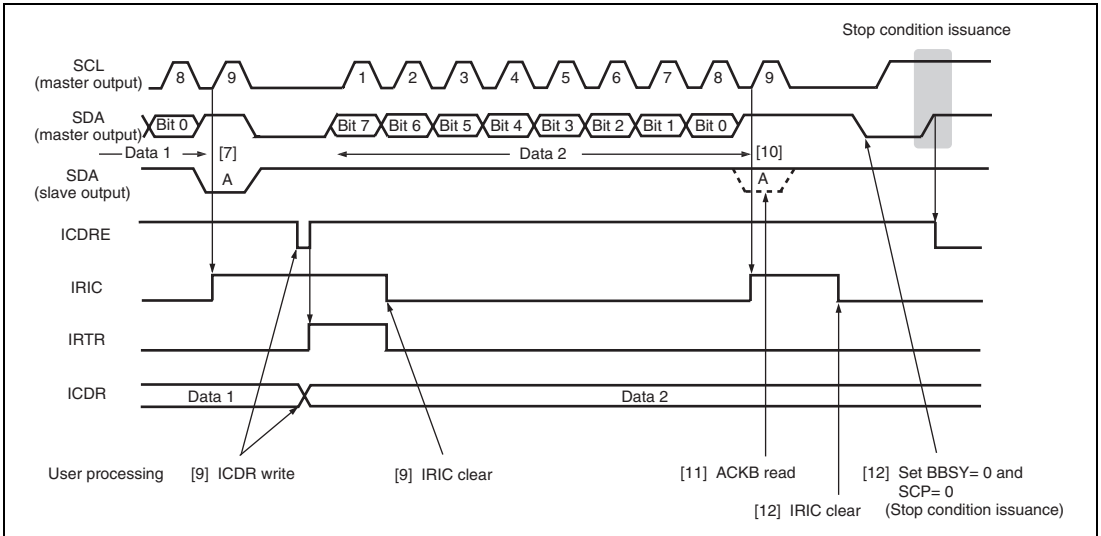 Stop condition issuance
SCL
(master output)
8 9 1 2 3 4 5 6 7 8 9
SDA
(master output)
Bit 0 Bit 7 Bit 6 Bit 5 Bit 4 Bit 3 Bit 2 Bit 1 Bit 0
Data 1 [7] Data 2 [10]
SDA
(slave output)
A A
ICDRE
IRIC
IRTR
ICDR
Data 1 Data 2
User processing [9] ICDR write [9] IRIC clear [11] ACKB read [12] Set BBSY= 0 and
SCP= 0
[12] IRIC clear (Stop condition issuance)